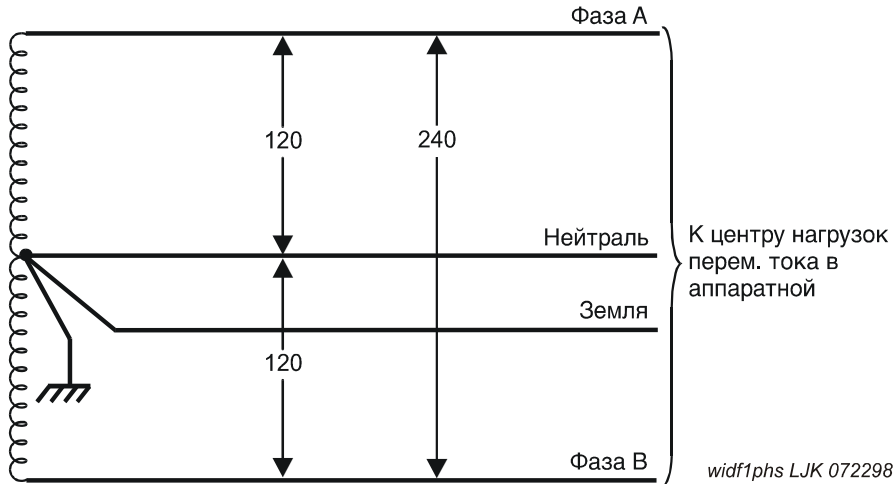 Фаза А
120
240
Нейтраль
К центру нагрузок
перем. тока в
аппаратной
Земля
120
Фаза В
widf1phs LJK 072298